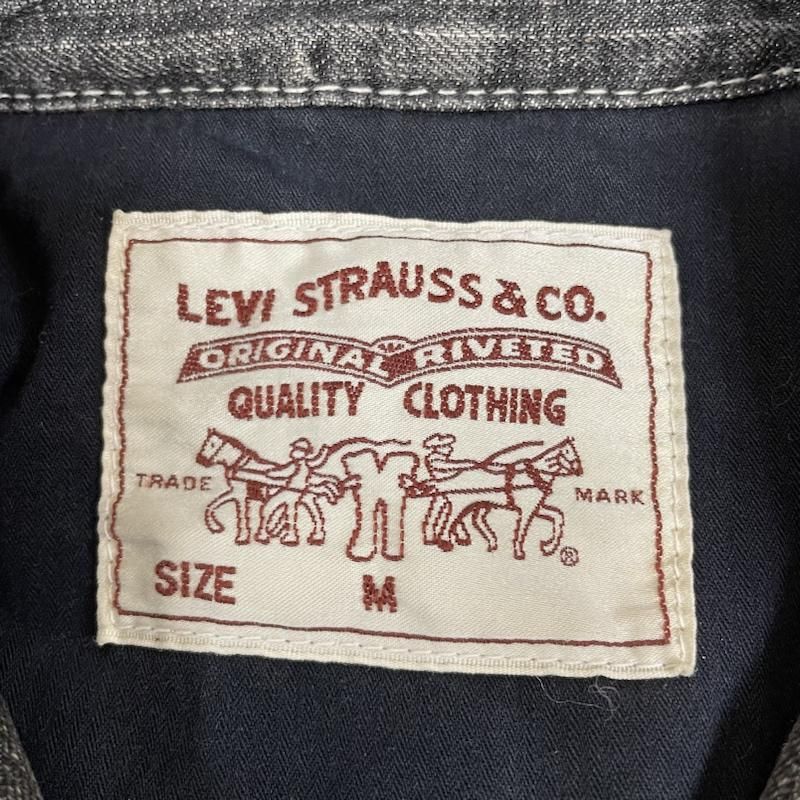 LEVI STRAUSS & CO.
ORIGINAL RIVETED
QUALITY CLOTHING
TRADE MARK
®
SIZE M